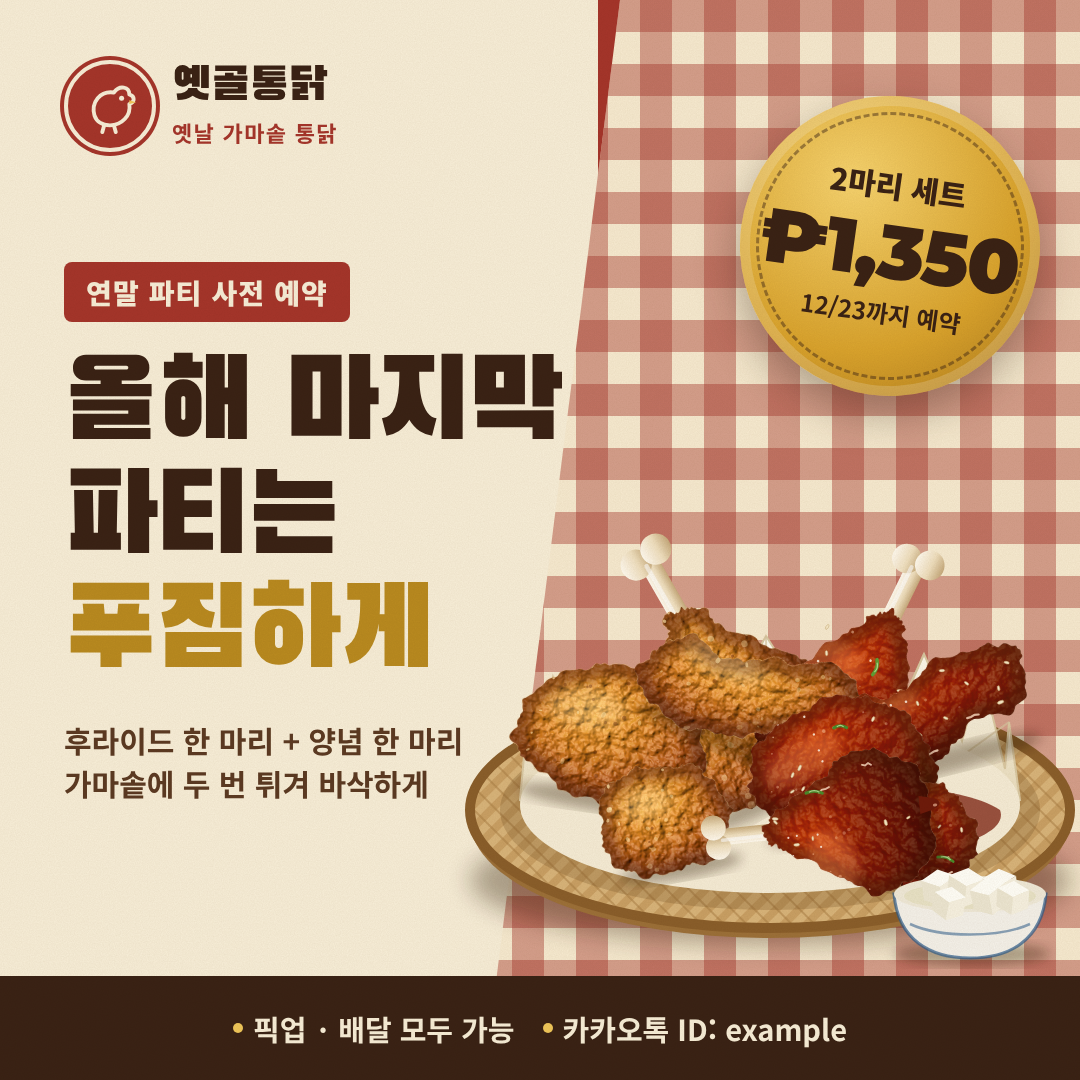 옛골통닭
옛날 가마솥 통닭
연말 파티 사전 예약
올해 마지막
파티는
푸짐하게
후라이드 한 마리 + 양념 한 마리
가마솥에 두 번 튀겨 바삭하게
2마리 세트
₱1,350
12/23까지 예약
• 픽업 · 배달 모두 가능 • 카카오톡 ID: example